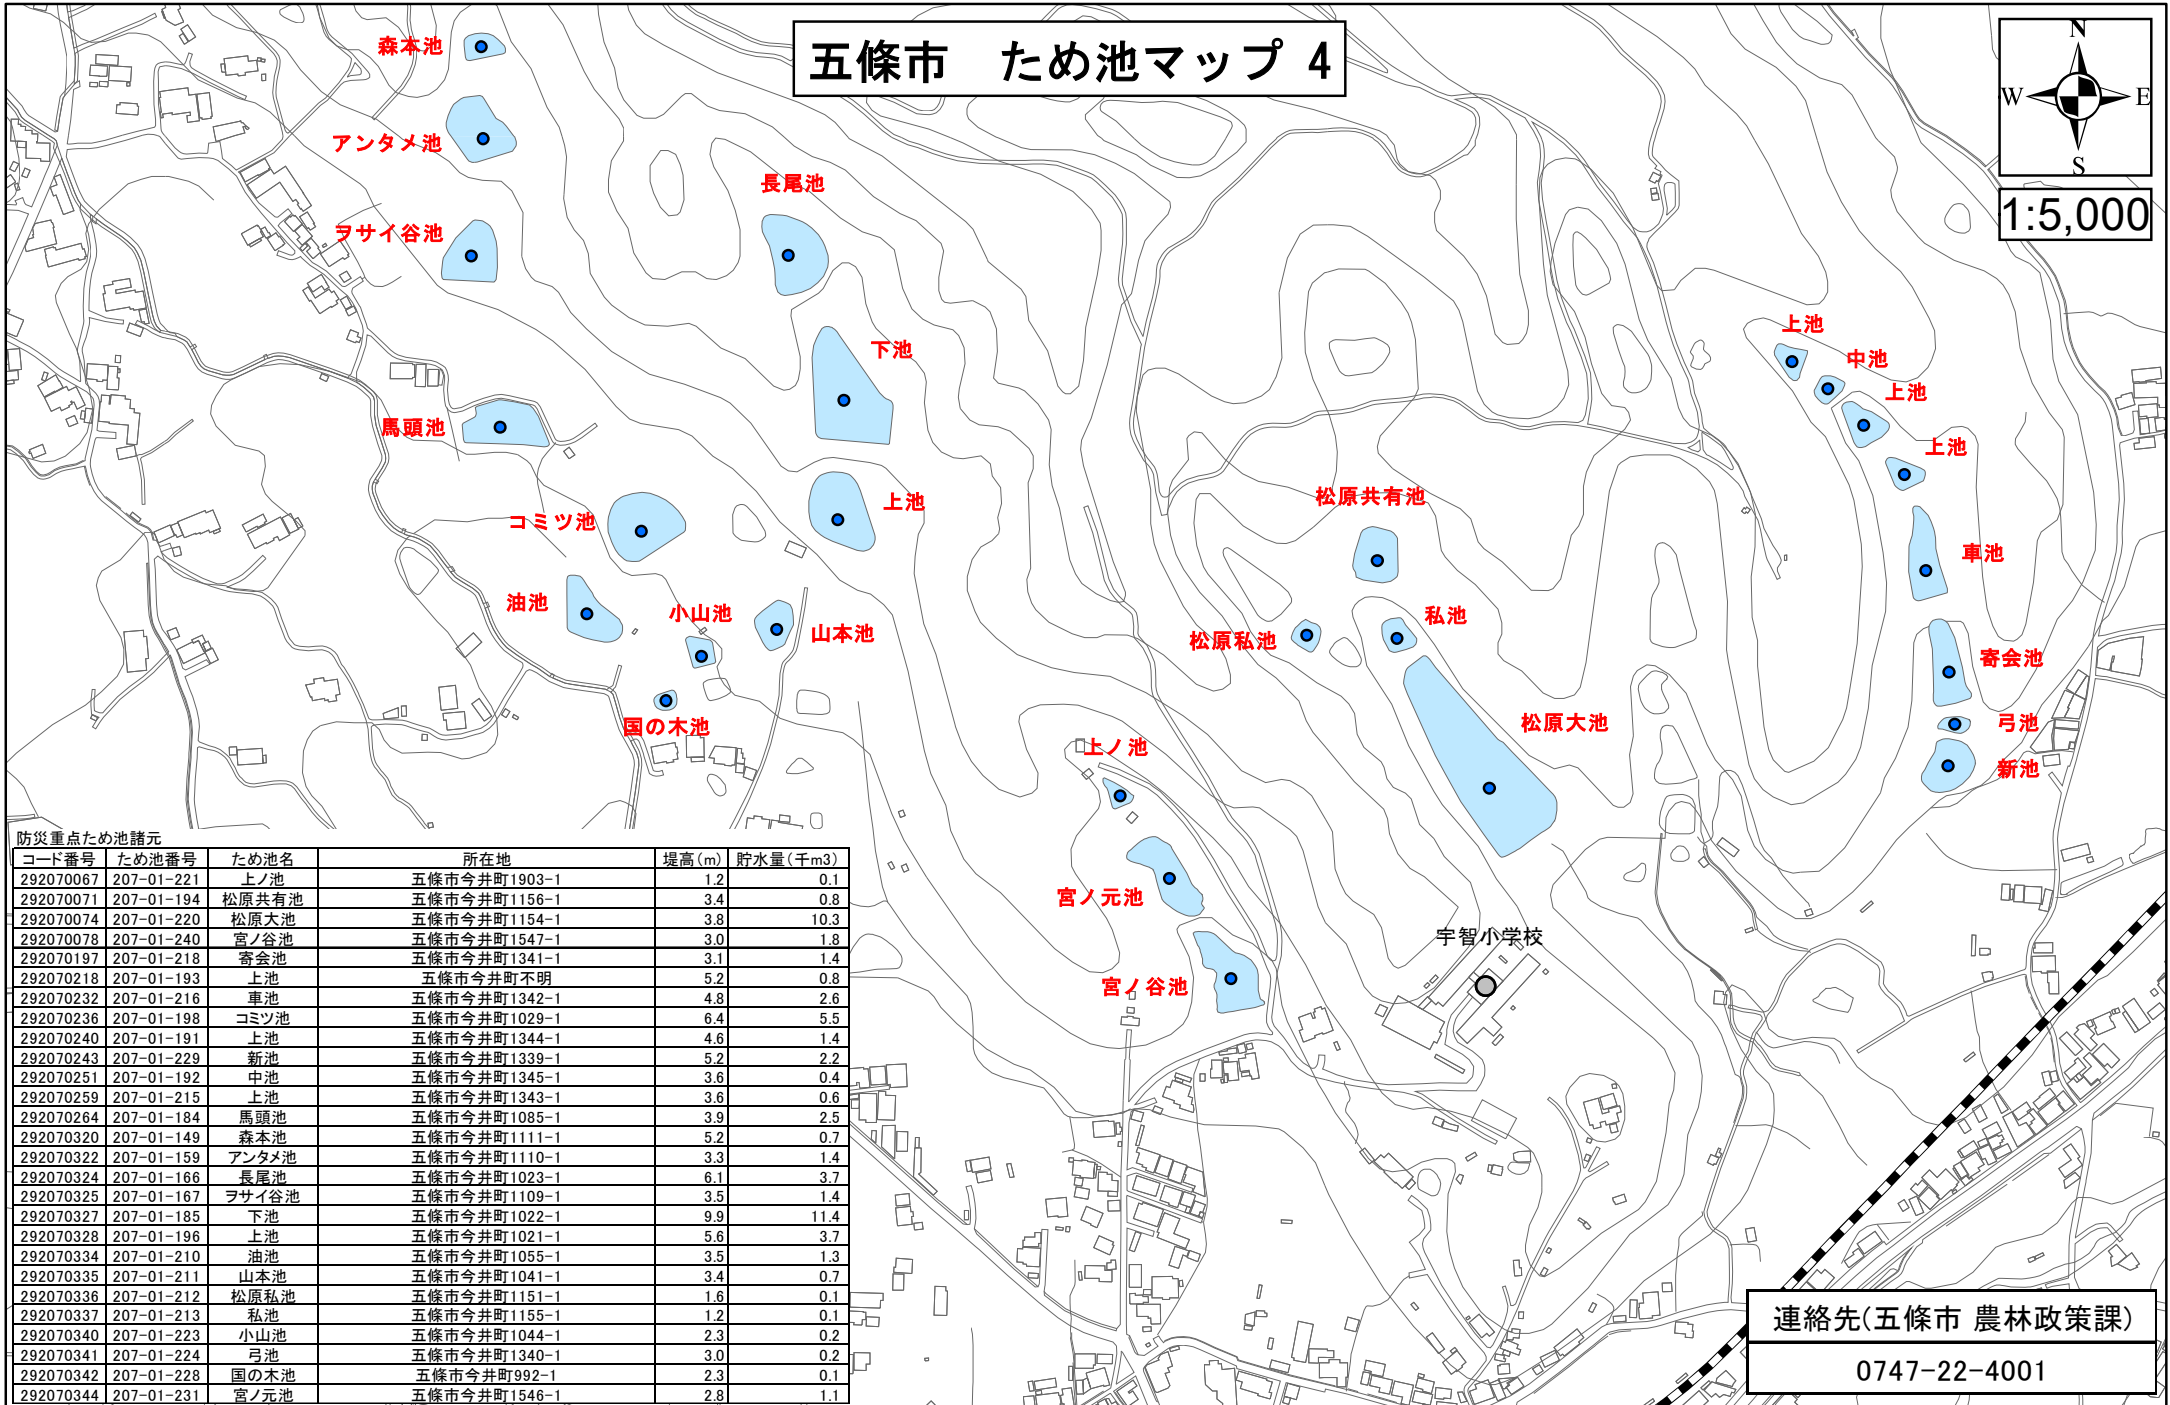 五條市　ため池マップ 4
N
W E
S
1:5,000
森本池
アンタメ池
長尾池
ヲサイ谷池
下池
上池
中池
上池
馬頭池
上池
松原共有池
上池
コミツ池
車池
油池
小山池
山本池
私池
松原私池
寄会池
国の木池
松原大池
弓池
上ノ池
新池
宮ノ元池
宇智小学校
宮ノ谷池
防災重点ため池諸元
コード番号 ため池番号 ため池名 所在地 堤高(m) 貯水量(千m3)
292070067 207-01-221 上ノ池 五條市今井町1903-1 1.2 0.1
292070071 207-01-194 松原共有池 五條市今井町1156-1 3.4 0.8
292070074 207-01-220 松原大池 五條市今井町1154-1 3.8 10.3
292070078 207-01-240 宮ノ谷池 五條市今井町1547-1 3.0 1.8
292070197 207-01-218 寄会池 五條市今井町1341-1 3.1 1.4
292070218 207-01-193 上池 五條市今井町不明 5.2 0.8
292070232 207-01-216 車池 五條市今井町1342-1 4.8 2.6
292070236 207-01-198 コミツ池 五條市今井町1029-1 6.4 5.5
292070240 207-01-191 上池 五條市今井町1344-1 4.6 1.4
292070243 207-01-229 新池 五條市今井町1339-1 5.2 2.2
292070251 207-01-192 中池 五條市今井町1345-1 3.6 0.4
292070259 207-01-215 上池 五條市今井町1343-1 3.6 0.6
292070264 207-01-184 馬頭池 五條市今井町1085-1 3.9 2.5
292070320 207-01-149 森本池 五條市今井町1111-1 5.2 0.7
292070322 207-01-159 アンタメ池 五條市今井町1110-1 3.3 1.4
292070324 207-01-166 長尾池 五條市今井町1023-1 6.1 3.7
292070325 207-01-167 ヲサイ谷池 五條市今井町1109-1 3.5 1.4
292070327 207-01-185 下池 五條市今井町1022-1 9.9 11.4
292070328 207-01-196 上池 五條市今井町1021-1 5.6 3.7
292070334 207-01-210 油池 五條市今井町1055-1 3.5 1.3
292070335 207-01-211 山本池 五條市今井町1041-1 3.4 0.7
292070336 207-01-212 松原私池 五條市今井町1151-1 1.6 0.1
292070337 207-01-213 私池 五條市今井町1155-1 1.2 0.1
292070340 207-01-223 小山池 五條市今井町1044-1 2.3 0.2
292070341 207-01-224 弓池 五條市今井町1340-1 3.0 0.2
292070342 207-01-228 国の木池 五條市今井町992-1 2.3 0.1
292070344 207-01-231 宮ノ元池 五條市今井町1546-1 2.8 1.1
連絡先(五條市 農林政策課)
0747-22-4001